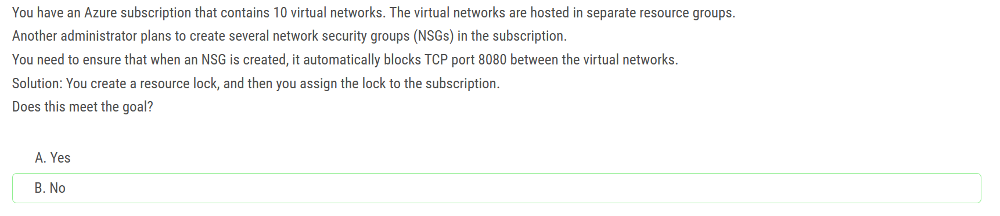 You have an Azure subscription that contains 10 virtual networks. The virtual networks are hosted in separate resource groups.
Another administrator plans to create several network security groups (NSGs) in the subscription.
You need to ensure that when an NSG is created, it automatically blocks TCP port 8080 between the virtual networks.
Solution: You create a resource lock, and then you assign the lock to the subscription.
Does this meet the goal?
A. Yes
B. No